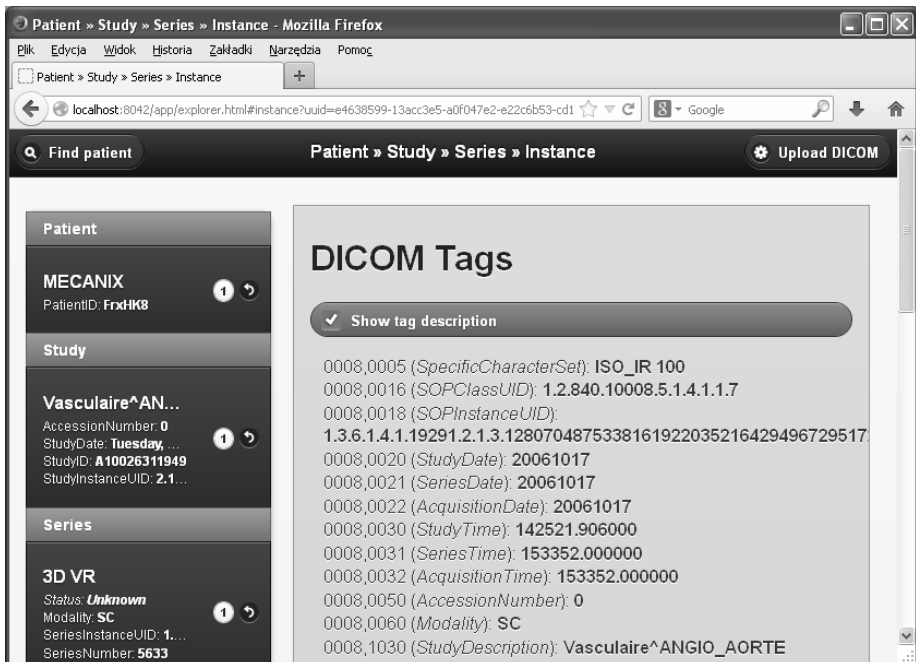 Patient » Study » Series » Instance - Mozilla Firefox
Plik Edycja Widok Historia Zakładki Narzędzia Pomoc
Patient » Study » Series » Instance +
localhost:8042/app/explorer.html#instance?uuid=e4638599-13acc3e5-a0f047e2-e22c6b53-cd1 Google
Find patient Patient » Study » Series » Instance Upload DICOM
Patient
MECANIX
PatientID: FrxHK8
1
Study
Vasculaire^AN...
AccessionNumber: 0
StudyDate: Tuesday, ...
StudyID: A10026311949
StudyInstanceUID: 2.1...
1
Series
3D VR
Status: Unknown
Modality: SC
SeriesInstanceUID: 1....
SeriesNumber: 5633
1
DICOM Tags
Show tag description
0008,0005 (SpecificCharacterSet): ISO_IR 100
0008,0016 (SOPClassUID): 1.2.840.10008.5.1.4.1.1.7
0008,0018 (SOPInstanceUID):
1.3.6.1.4.1.19291.2.1.3.12807048753381619220352164294967295172
0008,0020 (StudyDate): 20061017
0008,0021 (SeriesDate): 20061017
0008,0022 (AcquisitionDate): 20061017
0008,0030 (StudyTime): 142521.906000
0008,0031 (SeriesTime): 153352.000000
0008,0032 (AcquisitionTime): 153352.000000
0008,0050 (AccessionNumber): 0
0008,0060 (Modality): SC
0008,1030 (StudyDescription): Vasculaire^ANGIO_AORTE